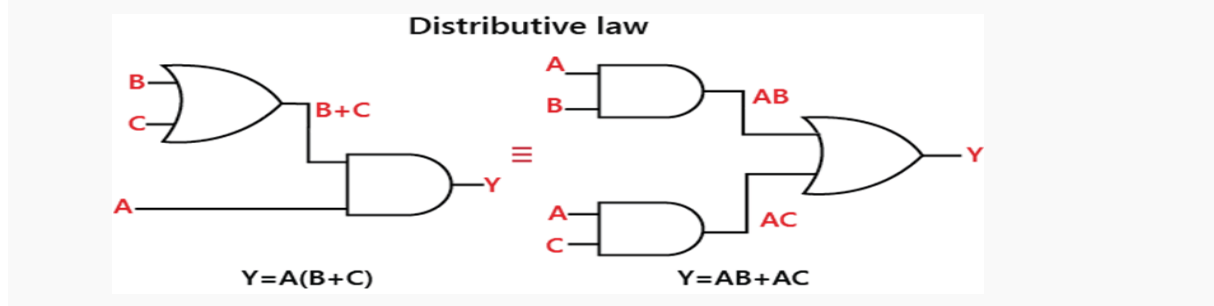 Distributive law
B
C
B+C
A
Y
Y=A(B+C)
≡
A
B
AB
A
C
AC
Y
Y=AB+AC